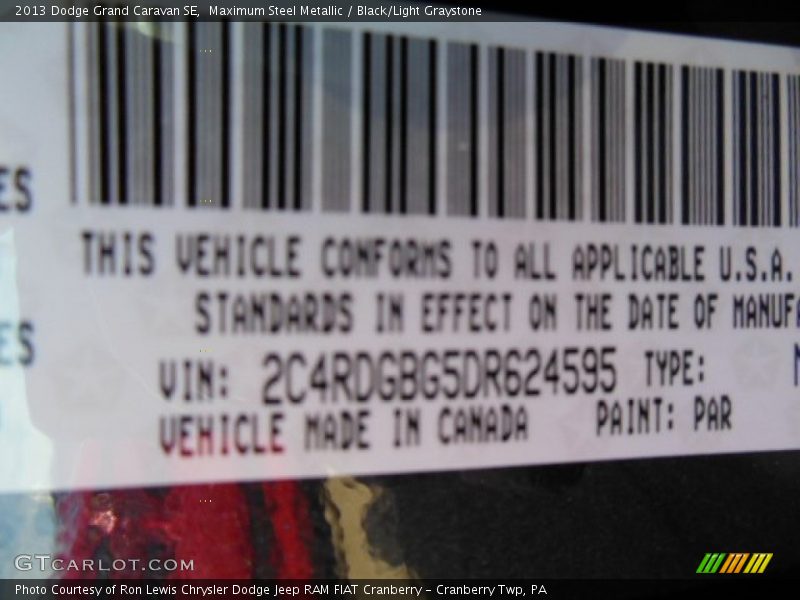 2013 Dodge Grand Caravan SE, Maximum Steel Metallic / Black/Light Graystone
ES
THIS VEHICLE CONFORMS TO ALL APPLICABLE U.S.A.
STANDARDS IN EFFECT ON THE DATE OF MANUFA
ES
VIN: 2C4RDGBG5DR624595 TYPE: M
VEHICLE MADE IN CANADA PAINT: PAR
GTCARLOT.COM
Photo Courtesy of Ron Lewis Chrysler Dodge Jeep RAM FIAT Cranberry – Cranberry Twp, PA